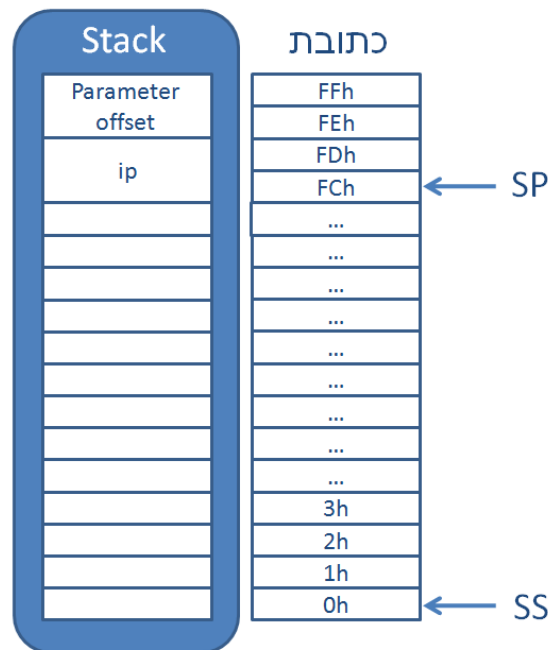 Stack
כתובת
Parameter
offset
ip
FFh
FEh
FDh
FCh
...
...
...
...
...
...
...
...
...
3h
2h
1h
0h
SP
SS